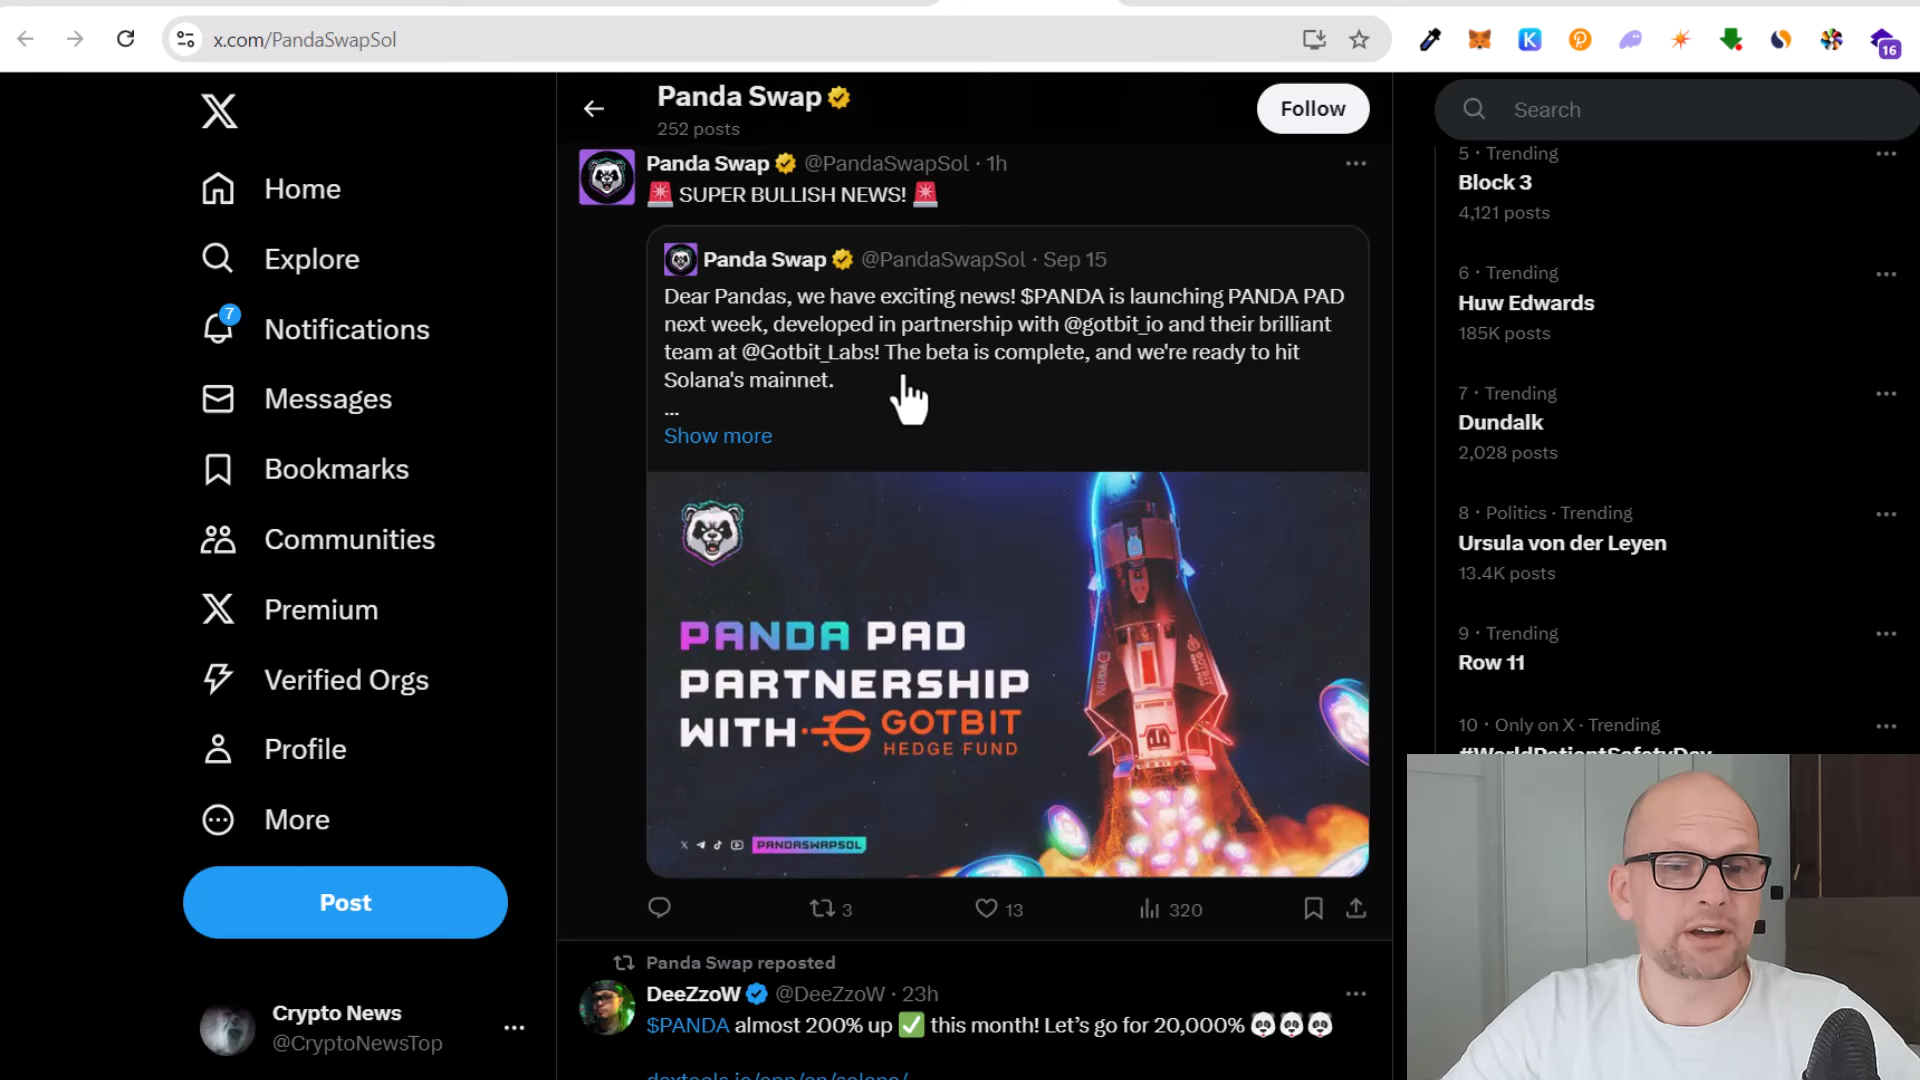 x.com/PandaSwapSol
16
Panda Swap
252 posts
Follow
Search
Home
Explore
7
Notifications
Messages
Bookmarks
Communities
Premium
Verified Orgs
Profile
More
Post
Crypto News
@CryptoNewsTop
Panda Swap @PandaSwapSol · 1h
🚨 SUPER BULLISH NEWS! 🚨
Panda Swap @PandaSwapSol · Sep 15
Dear Pandas, we have exciting news! $PANDA is launching PANDA PAD
next week, developed in partnership with @gotbit_io and their brilliant
team at @Gotbit_Labs! The beta is complete, and we're ready to hit
Solana's mainnet.
...
Show more
PANDA PAD
PARTNERSHIP
WITH GOTBIT
HEDGE FUND
PANDASWAPSOL
3
13
320
Panda Swap reposted
DeeZzoW @DeeZzoW · 23h
$PANDA almost 200% up ✅ this month! Let's go for 20,000% 🐼🐼🐼
dextools.io/app/en/solana/
5 · Trending
Block 3
4,121 posts
6 · Trending
Huw Edwards
185K posts
7 · Trending
Dundalk
2,028 posts
8 · Politics · Trending
Ursula von der Leyen
13.4K posts
9 · Trending
Row 11
10 · Only on X · Trending
#WorldPatientSafetyDay